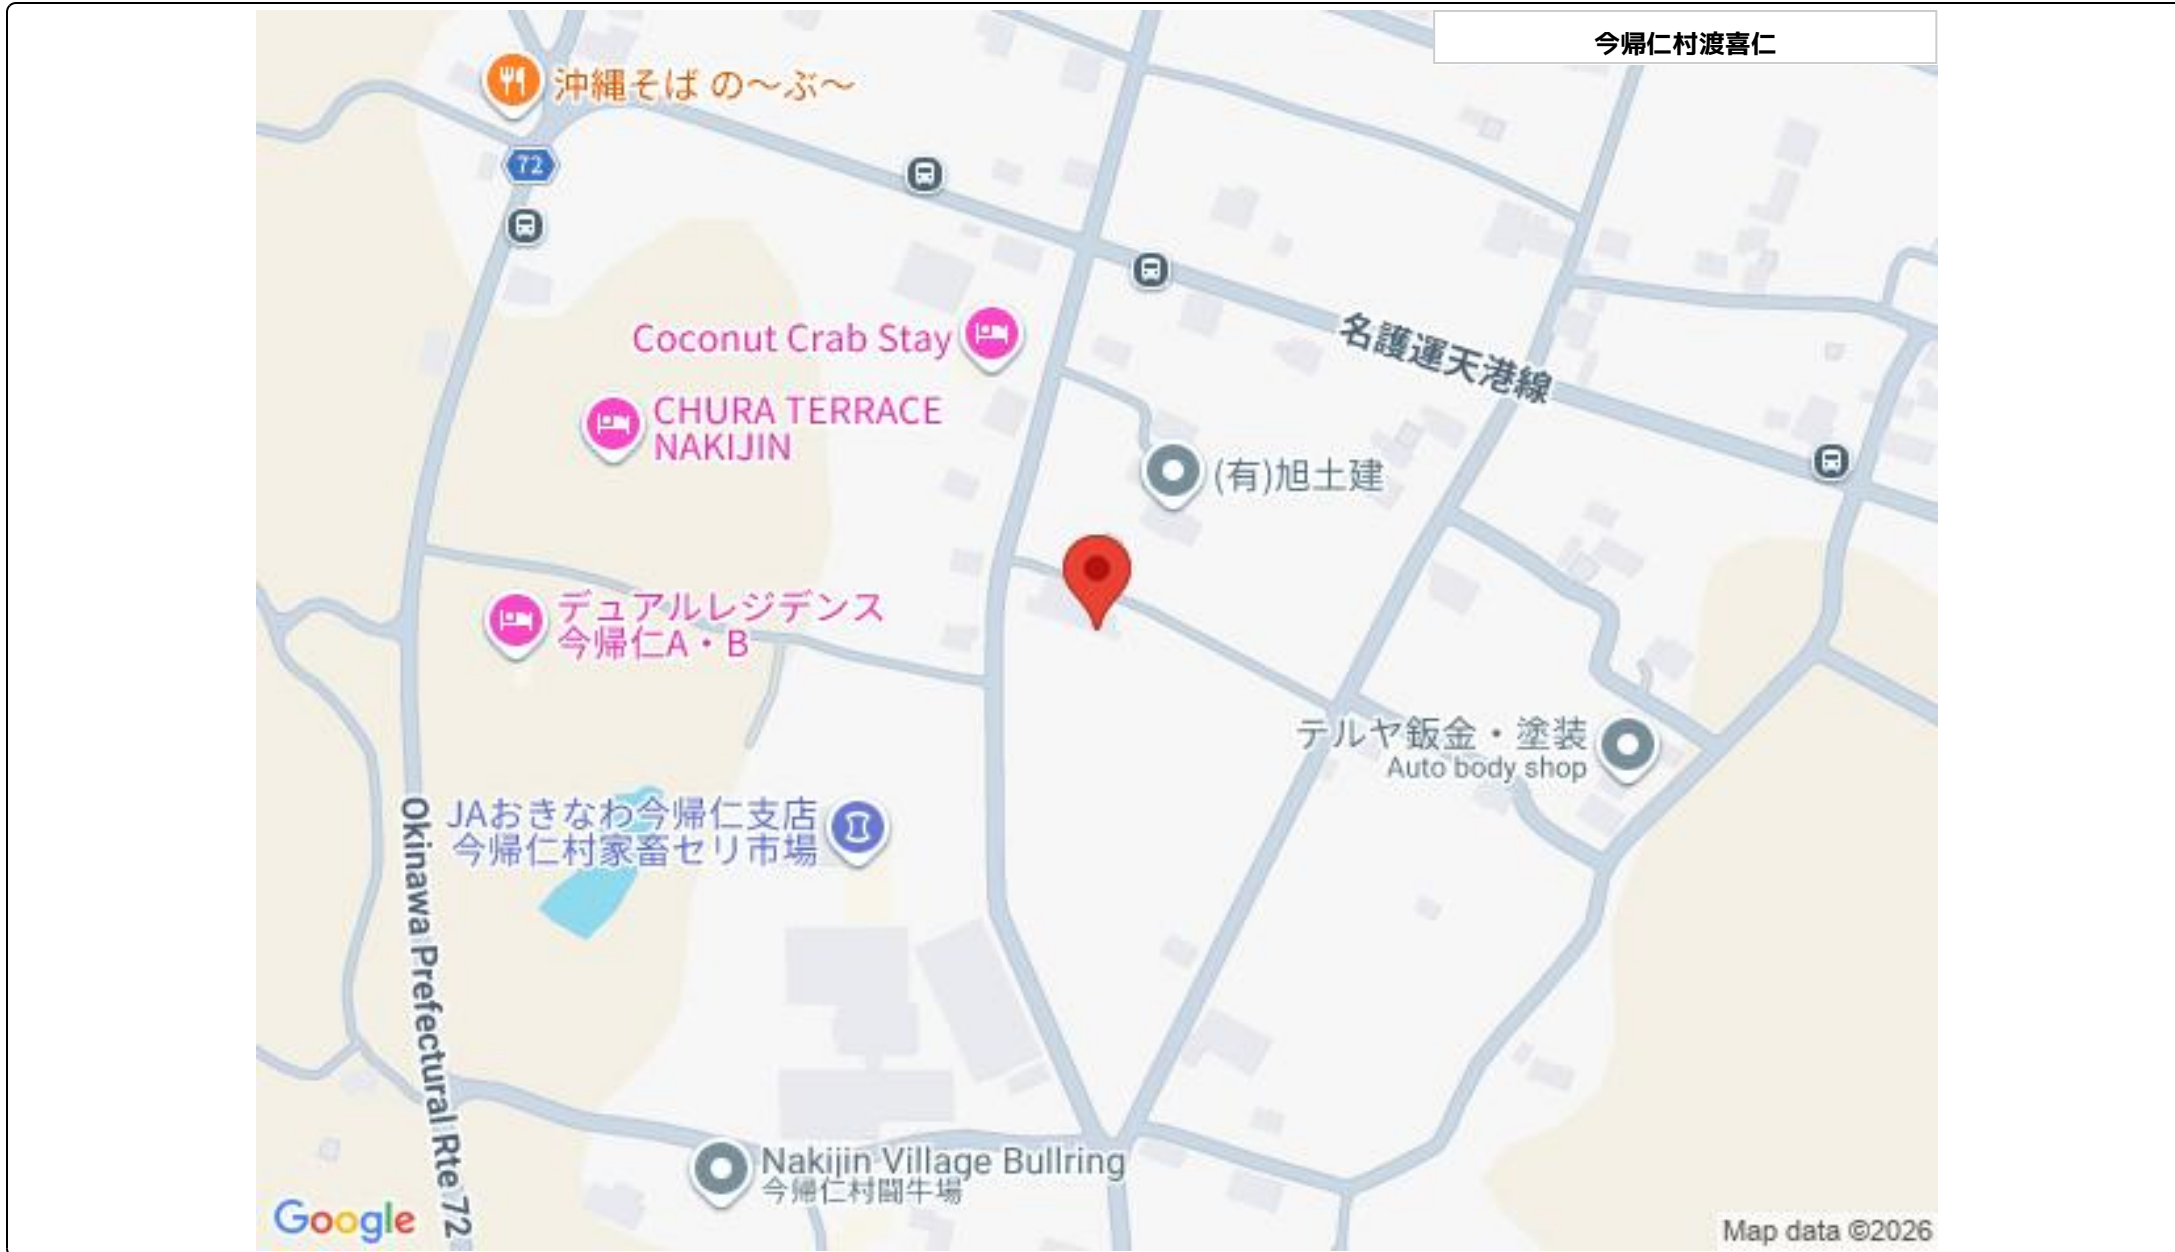 今帰仁村渡喜仁
沖縄そば の〜ぶ〜
72
Coconut Crab Stay
名護運天港線
CHURA TERRACE
NAKIJIN
(有)旭土建
デュアルレジデンス
今帰仁A・B
テルヤ鈑金・塗装
Auto body shop
JAおきなわ今帰仁支店
今帰仁村家畜セリ市場
Okinawa Prefectural Rte 72
Nakijin Village Bullring
今帰仁村闘牛場
Google
Map data ©2026